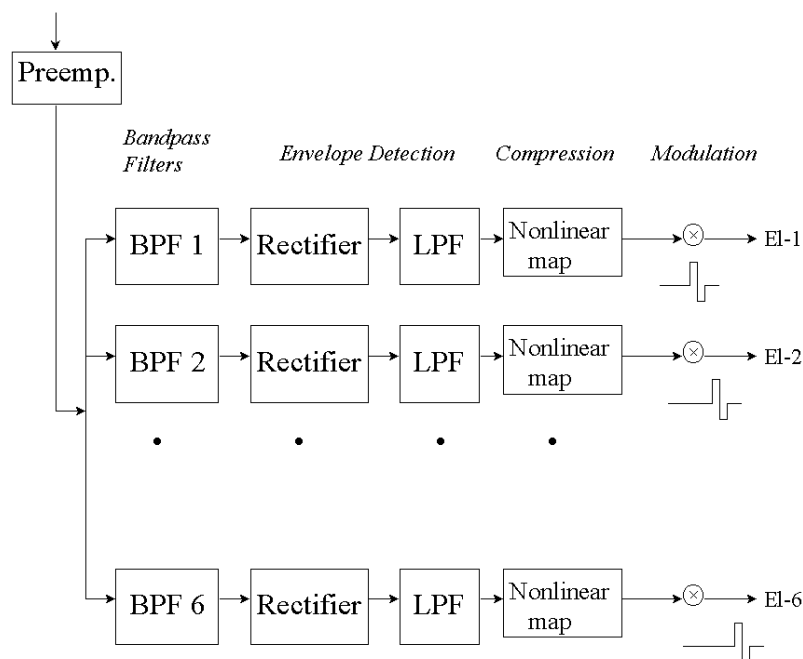 Preemp.
Bandpass
Filters
Envelope Detection
Compression
Modulation
BPF 1
Rectifier
LPF
Nonlinear
map
El-1
BPF 2
Rectifier
LPF
Nonlinear
map
El-2
BPF 6
Rectifier
LPF
Nonlinear
map
El-6